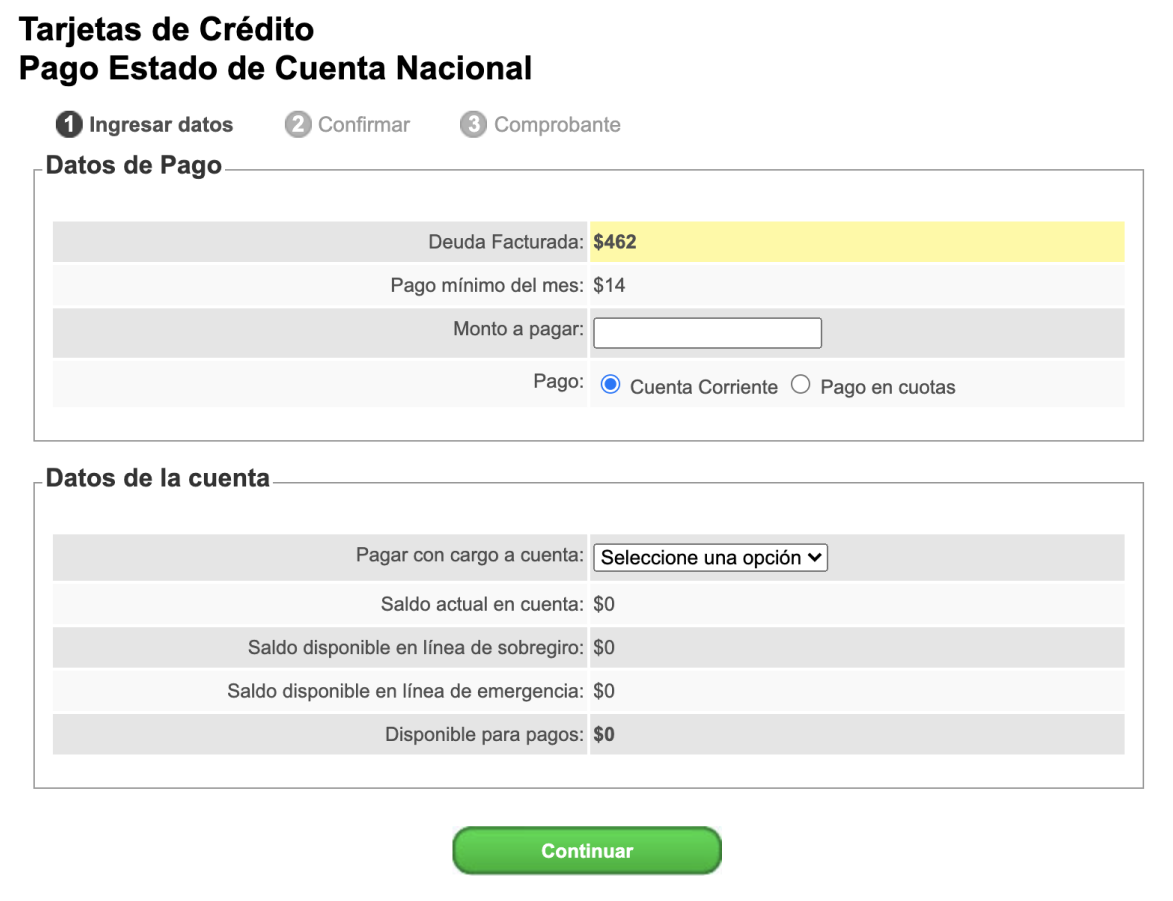 Tarjetas de Crédito
Pago Estado de Cuenta Nacional
1 Ingresar datos 2 Confirmar 3 Comprobante
Datos de Pago
Deuda Facturada: $462
Pago mínimo del mes: $14
Monto a pagar:
Pago: Cuenta Corriente Pago en cuotas
Datos de la cuenta
Pagar con cargo a cuenta: Seleccione una opción
Saldo actual en cuenta: $0
Saldo disponible en línea de sobregiro: $0
Saldo disponible en línea de emergencia: $0
Disponible para pagos: $0
Continuar